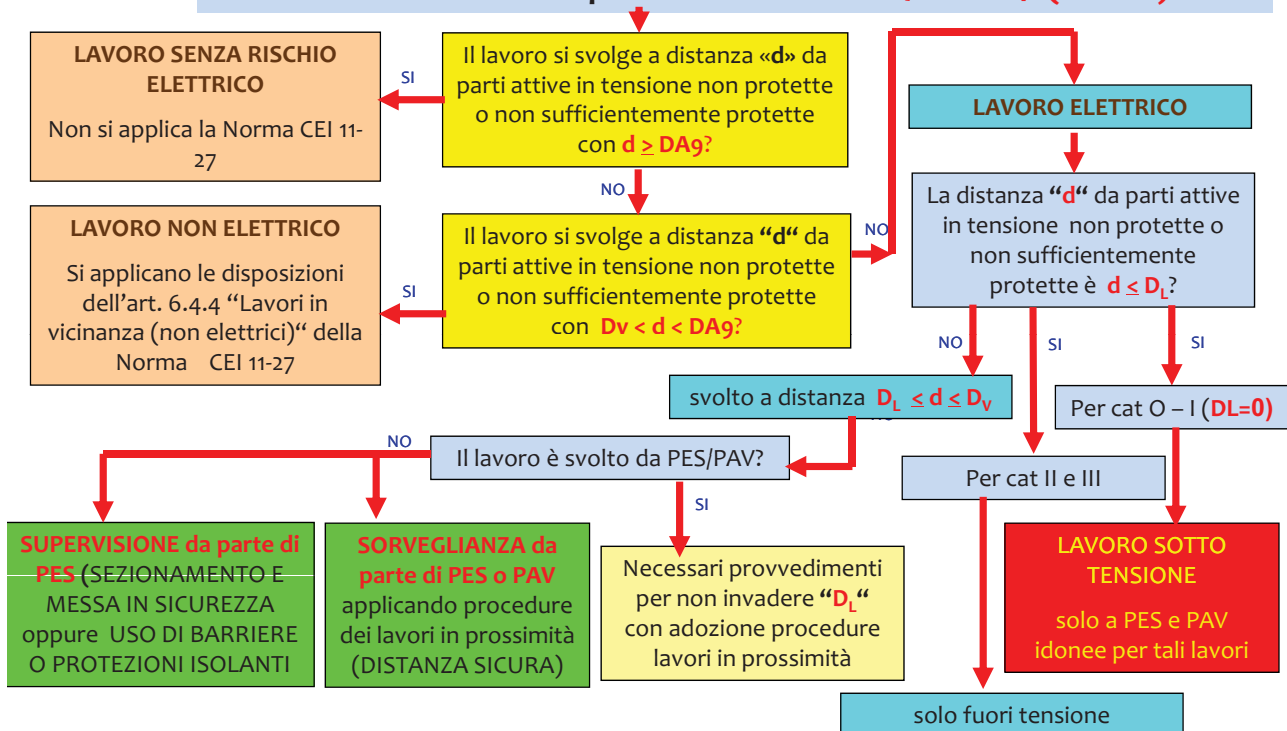 LAVORO SENZA RISCHIO
ELETTRICO
Non si applica la Norma CEI 11-
27
SI
Il lavoro si svolge a distanza «d» da
parti attive in tensione non protette
o non sufficientemente protette
con d ≥ DA9?
LAVORO ELETTRICO
NO
LAVORO NON ELETTRICO
Si applicano le disposizioni
dell'art. 6.4.4 “Lavori in
vicinanza (non elettrici)“ della
Norma CEI 11-27
SI
Il lavoro si svolge a distanza “d“ da
parti attive in tensione non protette
o non sufficientemente protette
con Dv < d < DA9?
NO
La distanza “d“ da parti attive
in tensione non protette o
non sufficientemente
protette è d ≤ DL?
NO
SI
SI
svolto a distanza DL ≤ d ≤ DV
Per cat O – I (DL=0)
NO
Il lavoro è svolto da PES/PAV?
Per cat II e III
SI
SUPERVISIONE da parte di
PES (SEZIONAMENTO E
MESSA IN SICUREZZA
oppure USO DI BARRIERE
O PROTEZIONI ISOLANTI
SORVEGLIANZA da
parte di PES o PAV
applicando procedure
dei lavori in prossimità
(DISTANZA SICURA)
Necessari provvedimenti
per non invadere “DL“
con adozione procedure
lavori in prossimità
LAVORO SOTTO
TENSIONE
solo a PES e PAV
idonee per tali lavori
solo fuori tensione